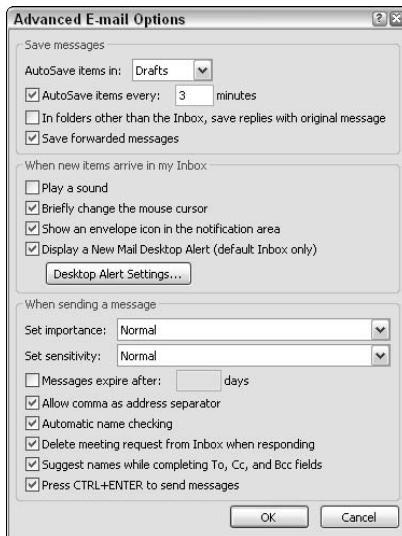 Advanced E-mail Options
Save messages
AutoSave items in: Drafts
AutoSave items every: 3 minutes
In folders other than the Inbox, save replies with original message
Save forwarded messages
When new items arrive in my Inbox
Play a sound
Briefly change the mouse cursor
Show an envelope icon in the notification area
Display a New Mail Desktop Alert (default Inbox only)
Desktop Alert Settings...
When sending a message
Set importance: Normal
Set sensitivity: Normal
Messages expire after: days
Allow comma as address separator
Automatic name checking
Delete meeting request from Inbox when responding
Suggest names while completing To, Cc, and Bcc fields
Press CTRL+ENTER to send messages
OK Cancel